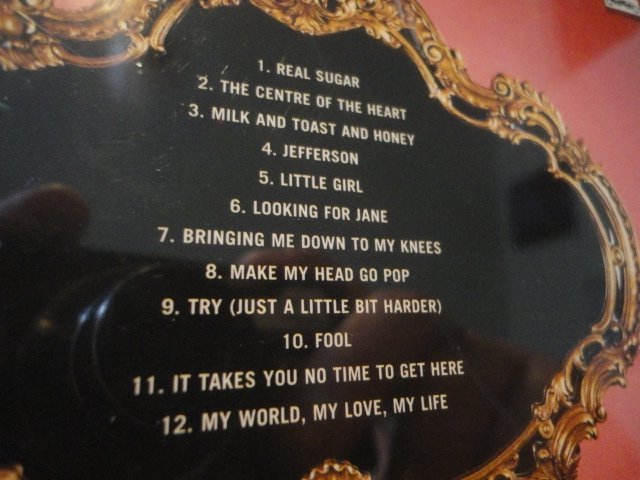 1. REAL SUGAR
2. THE CENTRE OF THE HEART
3. MILK AND TOAST AND HONEY
4. JEFFERSON
5. LITTLE GIRL
6. LOOKING FOR JANE
7. BRINGING ME DOWN TO MY KNEES
8. MAKE MY HEAD GO POP
9. TRY (JUST A LITTLE BIT HARDER)
10. FOOL
11. IT TAKES YOU NO TIME TO GET HERE
12. MY WORLD, MY LOVE, MY LIFE